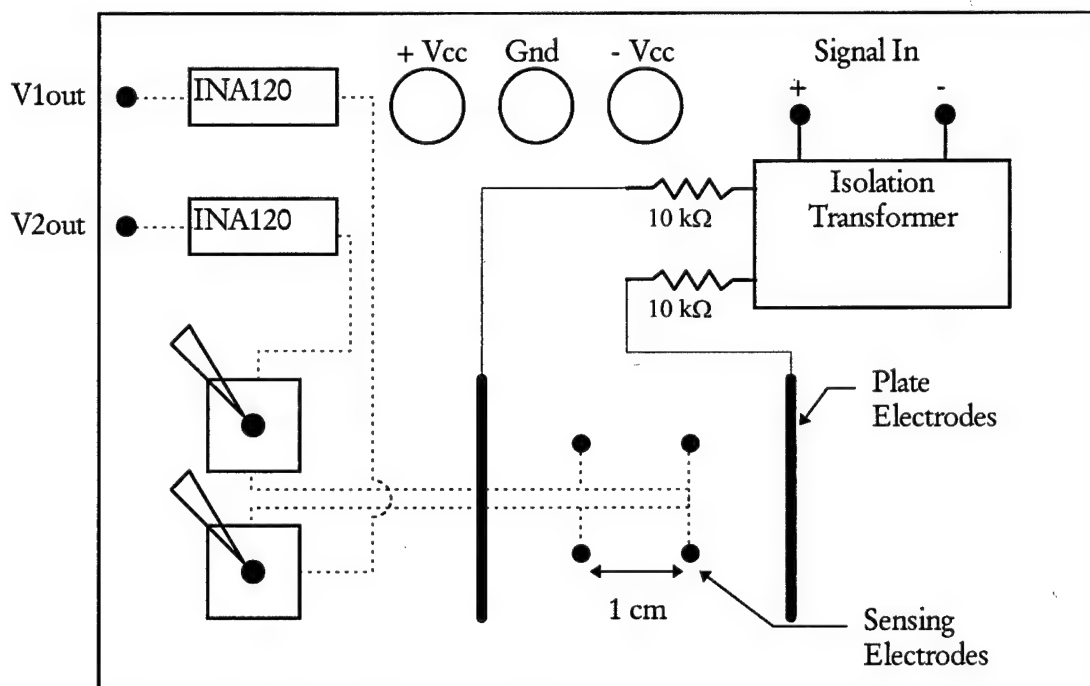 + Vcc
Gnd
- Vcc
Signal In
+
-
V1out
INA120
Isolation
Transformer
10 kΩ
V2out
INA120
10 kΩ
Plate
Electrodes
1 cm
Sensing
Electrodes